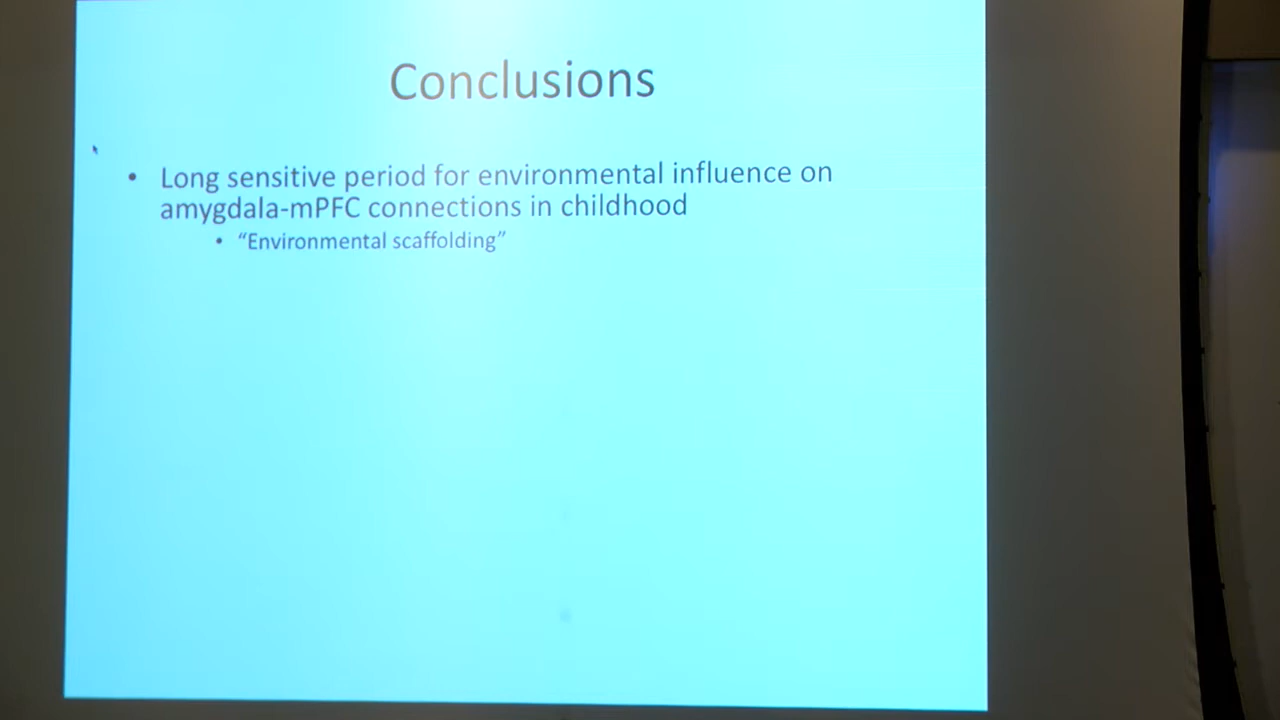 Conclusions
• Long sensitive period for environmental influence on
amygdala-mPFC connections in childhood
• “Environmental scaffolding”